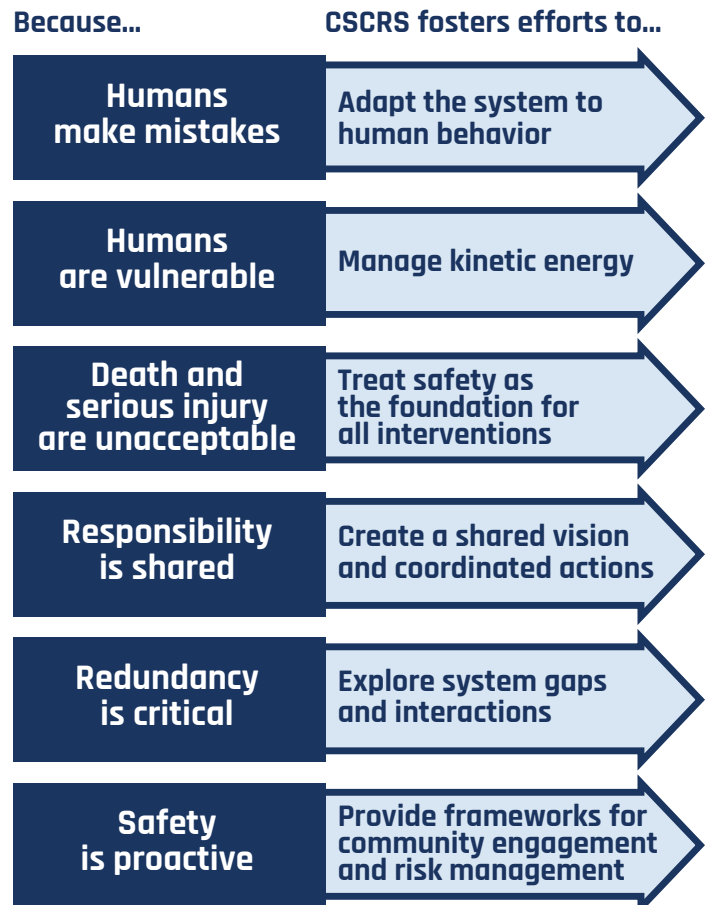 Because...
CSCRS fosters efforts to...
Humans
make mistakes
Adapt the system to
human behavior
Humans
are vulnerable
Manage kinetic energy
Death and
serious injury
are unacceptable
Treat safety as
the foundation for
all interventions
Responsibility
is shared
Create a shared vision
and coordinated actions
Redundancy
is critical
Explore system gaps
and interactions
Safety
is proactive
Provide frameworks for
community engagement
and risk management